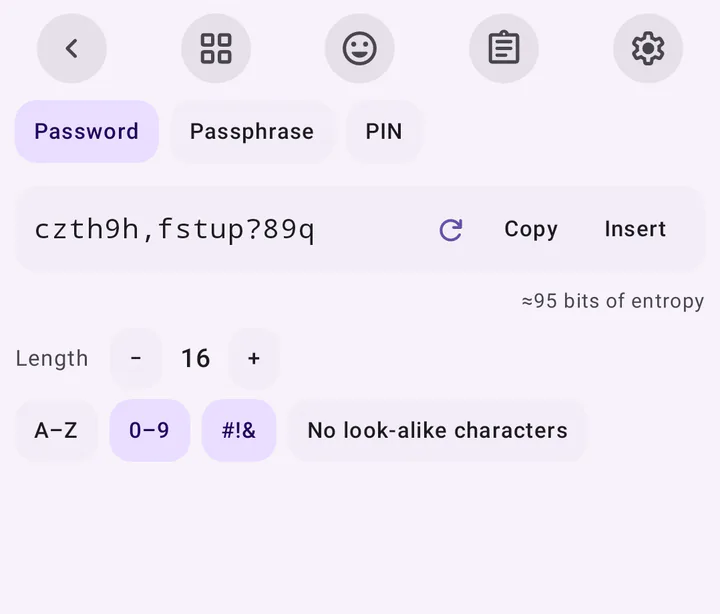 Password Passphrase PIN
czth9h,fstup?89q Copy Insert
≈95 bits of entropy
Length - 16 +
A–Z 0–9 #!& No look-alike characters